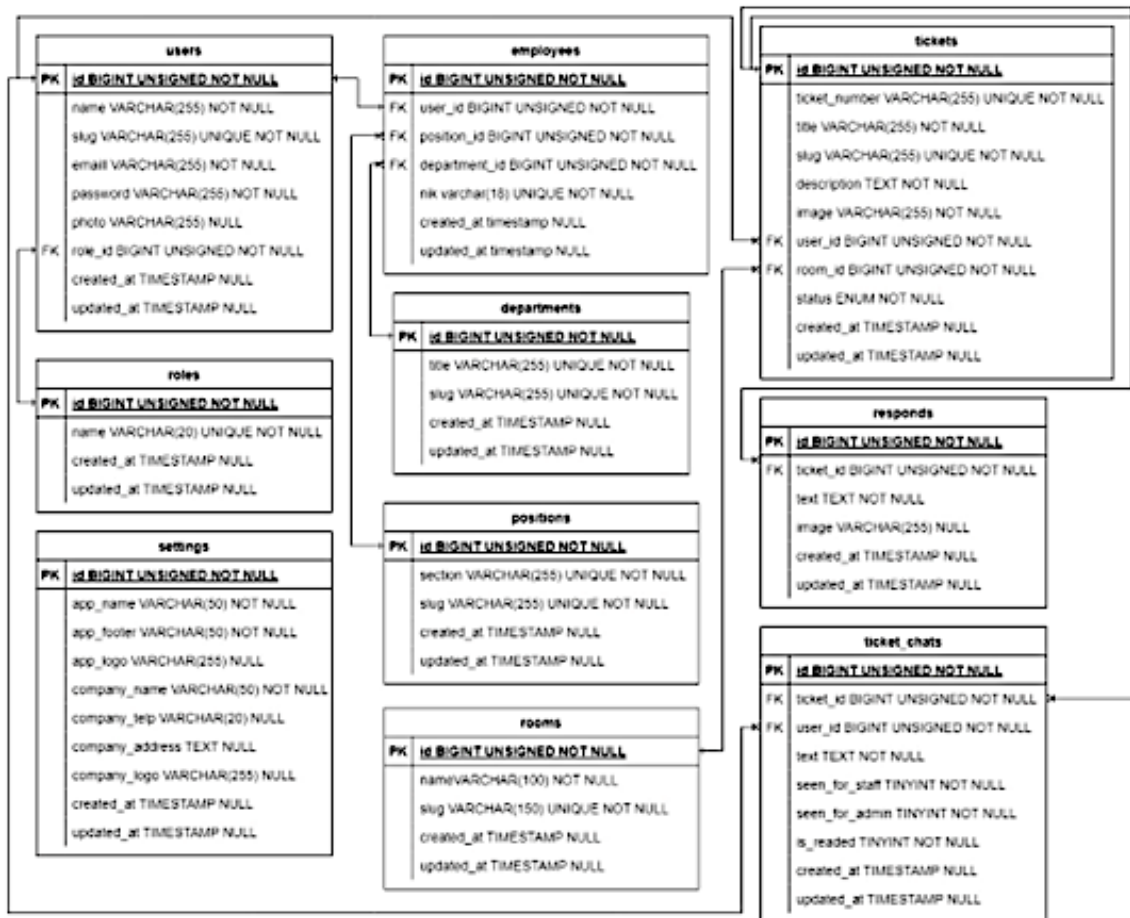 users
PK id BIGINT UNSIGNED NOT NULL
name VARCHAR(255) NOT NULL
slug VARCHAR(255) UNIQUE NOT NULL
emaill VARCHAR(255) NOT NULL
password VARCHAR(255) NOT NULL
photo VARCHAR(255) NULL
FK role_id BIGINT UNSIGNED NOT NULL
created_at TIMESTAMP NULL
updated_at TIMESTAMP NULL
roles
PK id BIGINT UNSIGNED NOT NULL
name VARCHAR(20) UNIQUE NOT NULL
created_at TIMESTAMP NULL
updated_at TIMESTAMP NULL
settings
PK id BIGINT UNSIGNED NOT NULL
app_name VARCHAR(50) NOT NULL
app_footer VARCHAR(50) NOT NULL
app_logo VARCHAR(255) NULL
company_name VARCHAR(50) NOT NULL
company_telp VARCHAR(20) NULL
company_address TEXT NULL
company_logo VARCHAR(255) NULL
created_at TIMESTAMP NULL
updated_at TIMESTAMP NULL
employees
PK id BIGINT UNSIGNED NOT NULL
FK user_id BIGINT UNSIGNED NOT NULL
FK position_id BIGINT UNSIGNED NOT NULL
FK department_id BIGINT UNSIGNED NOT NULL
nik varchar(16) UNIQUE NOT NULL
created_at timestamp NULL
updated_at timestamp NULL
departments
PK id BIGINT UNSIGNED NOT NULL
title VARCHAR(255) UNIQUE NOT NULL
slug VARCHAR(255) UNIQUE NOT NULL
created_at TIMESTAMP NULL
updated_at TIMESTAMP NULL
positions
PK id BIGINT UNSIGNED NOT NULL
section VARCHAR(255) UNIQUE NOT NULL
slug VARCHAR(255) UNIQUE NOT NULL
created_at TIMESTAMP NULL
updated_at TIMESTAMP NULL
rooms
PK id BIGINT UNSIGNED NOT NULL
nameVARCHAR(100) NOT NULL
slug VARCHAR(150) UNIQUE NOT NULL
created_at TIMESTAMP NULL
updated_at TIMESTAMP NULL
tickets
PK id BIGINT UNSIGNED NOT NULL
ticket_number VARCHAR(255) UNIQUE NOT NULL
title VARCHAR(255) NOT NULL
slug VARCHAR(255) UNIQUE NOT NULL
description TEXT NOT NULL
image VARCHAR(255) NOT NULL
FK user_id BIGINT UNSIGNED NOT NULL
FK room_id BIGINT UNSIGNED NOT NULL
status ENUM NOT NULL
created_at TIMESTAMP NULL
updated_at TIMESTAMP NULL
responds
PK id BIGINT UNSIGNED NOT NULL
FK ticket_id BIGINT UNSIGNED NOT NULL
text TEXT NOT NULL
image VARCHAR(255) NULL
created_at TIMESTAMP NULL
updated_at TIMESTAMP NULL
ticket_chats
PK id BIGINT UNSIGNED NOT NULL
FK ticket_id BIGINT UNSIGNED NOT NULL
FK user_id BIGINT UNSIGNED NOT NULL
text TEXT NOT NULL
seen_for_staff TINYINT NOT NULL
seen_for_admin TINYINT NOT NULL
is_readed TINYINT NOT NULL
created_at TIMESTAMP NULL
updated_at TIMESTAMP NULL